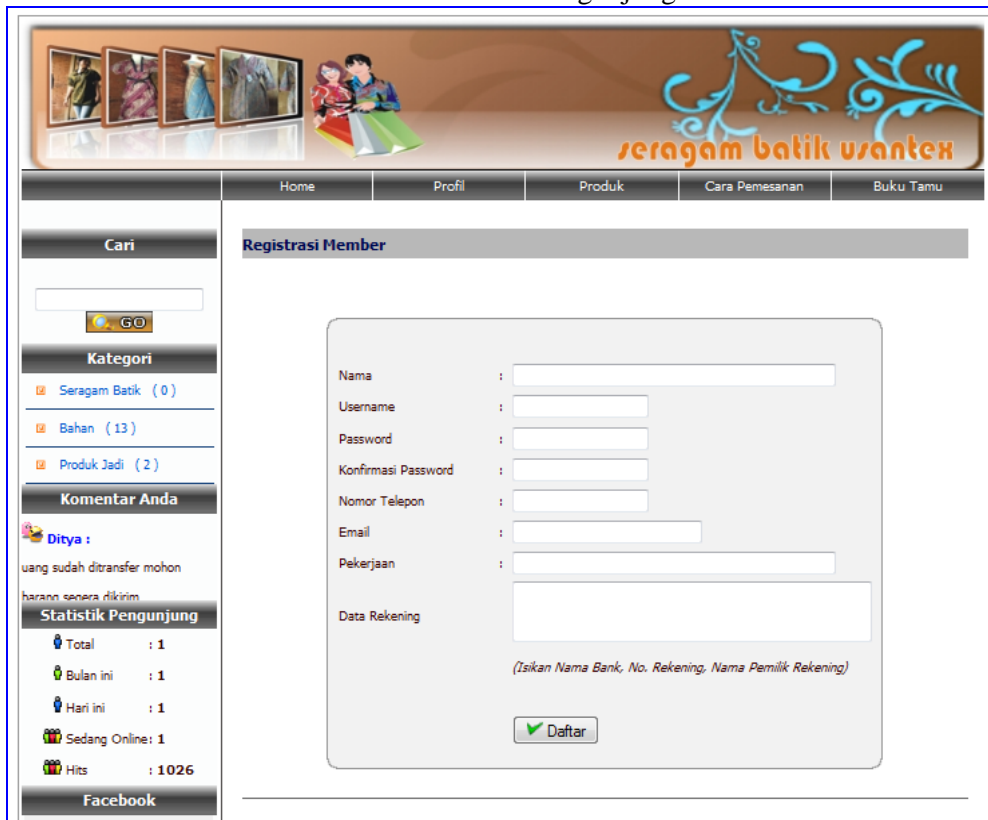 seragam batik usantex
Home Profil Produk Cara Pemesanan Buku Tamu
Cari
GO
Kategori
Seragam Batik ( 0 )
Bahan ( 13 )
Produk Jadi ( 2 )
Komentar Anda
Ditya :
uang sudah ditransfer mohon
barang segera dikirim
Statistik Pengunjung
Total : 1
Bulan ini : 1
Hari ini : 1
Sedang Online : 1
Hits : 1026
Facebook
Registrasi Member
Nama :
Username :
Password :
Konfirmasi Password :
Nomor Telepon :
Email :
Pekerjaan :
Data Rekening
(Isikan Nama Bank, No. Rekening, Nama Pemilik Rekening)
Daftar